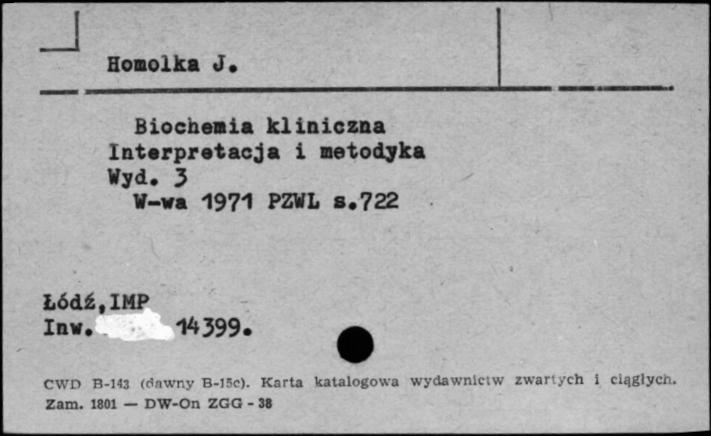 Homolka J.
Biochemia kliniczna
Interpretacja i metodyka
Wyd. 3
W-wa 1971 PZWL s.722
Łódź,IMP
Inw. 14399.
CWD B-143 (dawny B-15c). Karta katalogowa wydawnictw zwartych i ciągłych.
Zam. 1801 — DW-On ZGG - 38